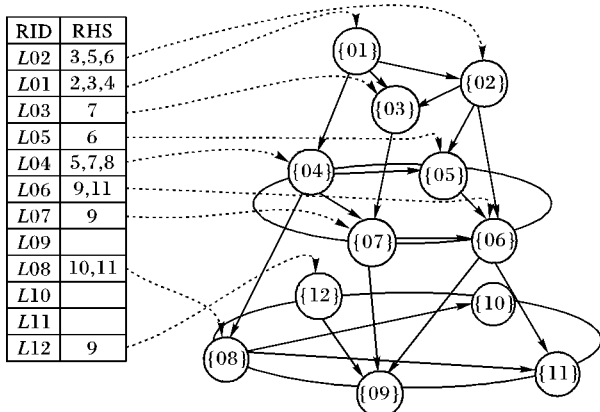 RID RHS
L02 3,5,6
L01 2,3,4
L03 7
L05 6
L04 5,7,8
L06 9,11
L07 9
L09
L08 10,11
L10
L11
L12 9
{01}
{02}
{03}
{04}
{05}
{07}
{06}
{12}
{10}
{08}
{11}
{09}